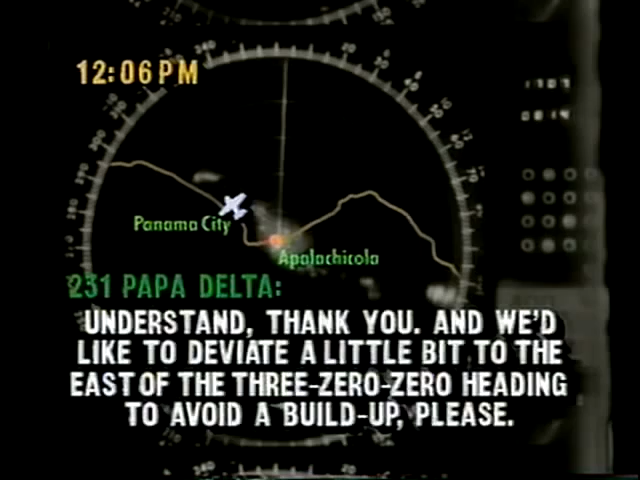 12:06 PM
Panama City
Apalachicola
231 PAPA DELTA:
UNDERSTAND, THANK YOU. AND WE'D
LIKE TO DEVIATE A LITTLE BIT TO THE
EAST OF THE THREE-ZERO-ZERO HEADING
TO AVOID A BUILD-UP, PLEASE.